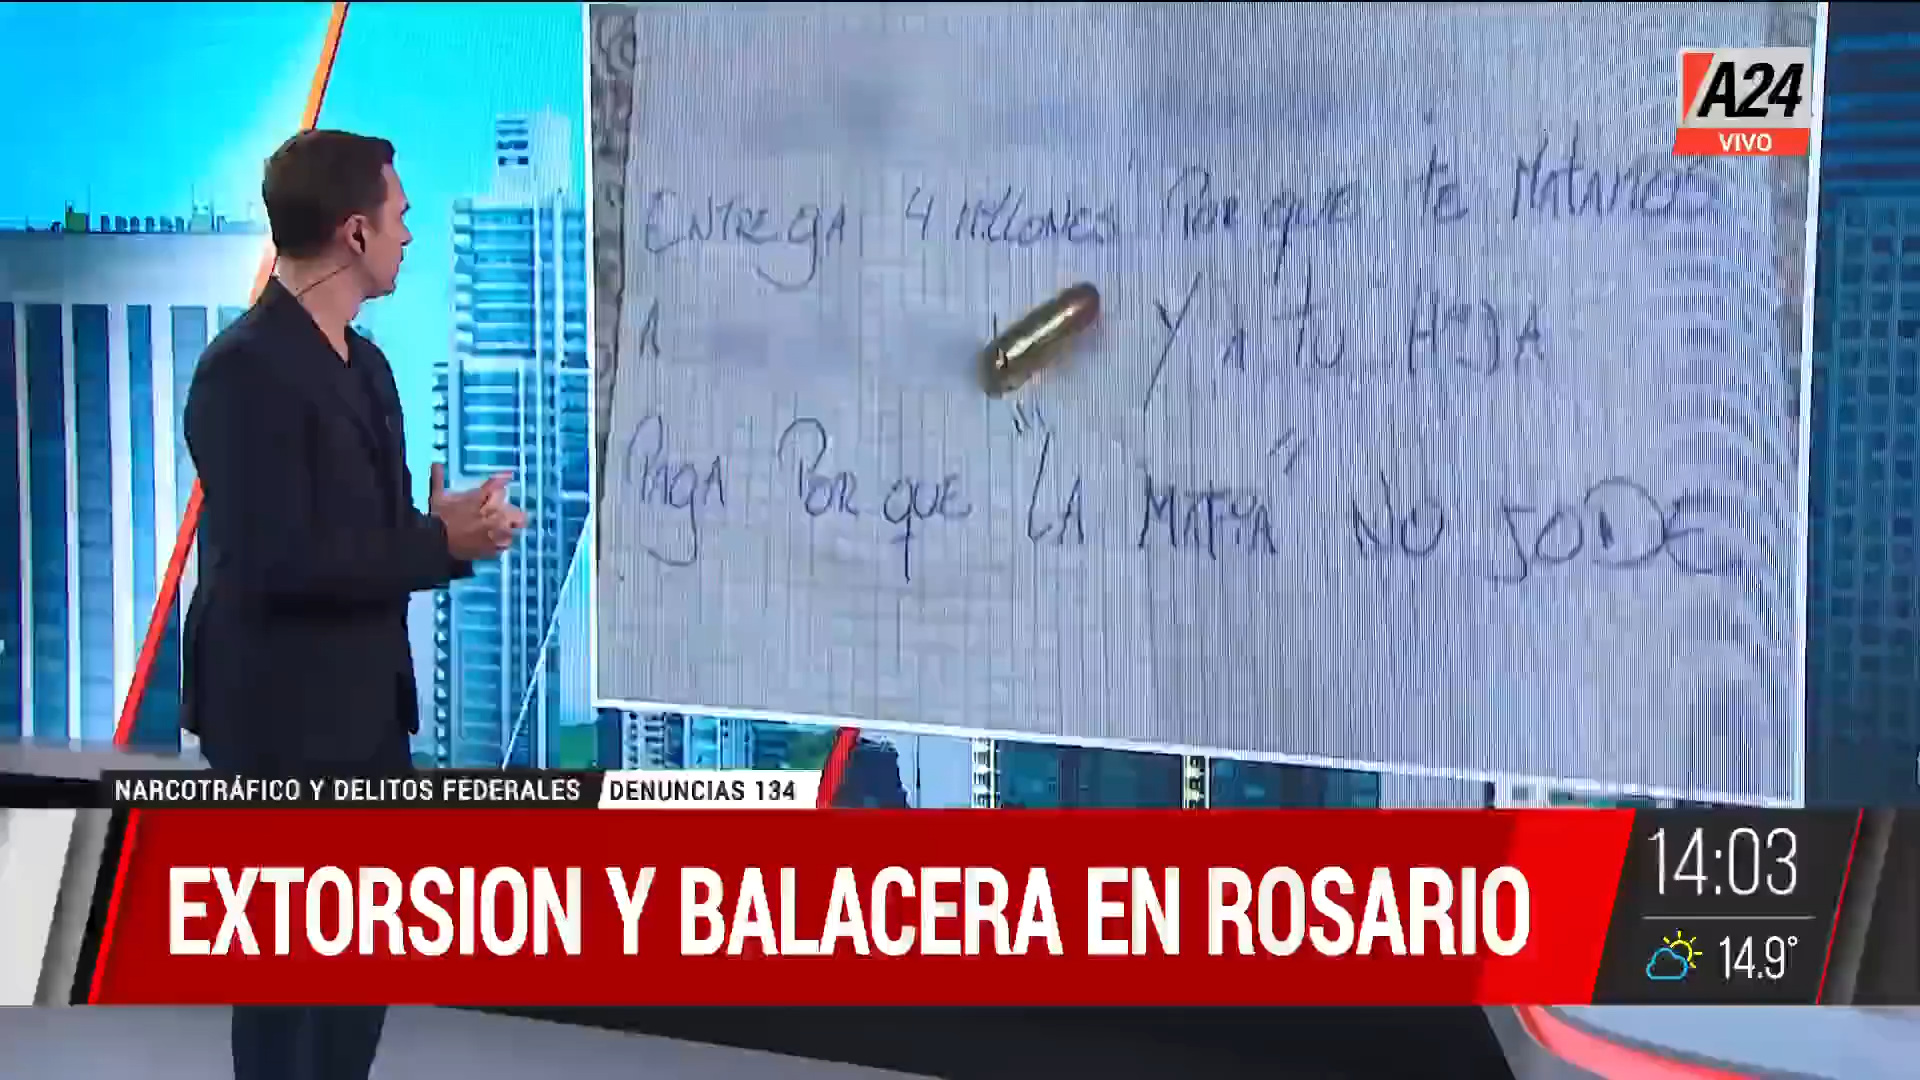 A24
VIVO
ENTREGA 4 MILLONES POR QUE TE MATAMOS
A Y A TU HIJA
PAGA POR QUE "LA MAFIA" NO JODE
NARCOTRÁFICO Y DELITOS FEDERALES DENUNCIAS 134
EXTORSION Y BALACERA EN ROSARIO
14:03
14.9°